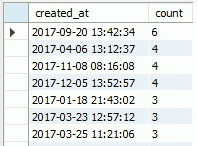 created_at count
2017-09-20 13:42:34 6
2017-04-06 13:12:37 4
2017-11-08 08:16:08 4
2017-12-05 13:52:57 4
2017-01-18 21:43:02 3
2017-03-23 12:57:12 3
2017-03-25 11:21:06 3